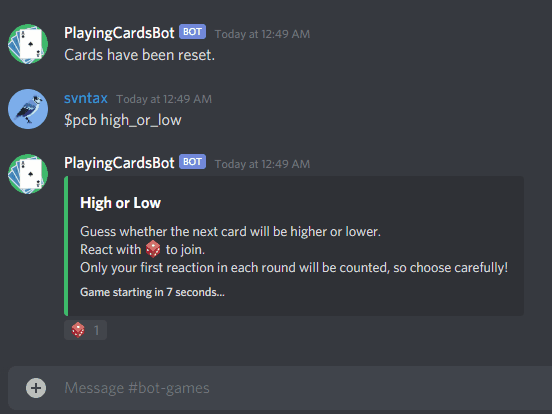 PlayingCardsBot BOT Today at 12:49 AM
Cards have been reset.
svntax Today at 12:49 AM
$pcb high_or_low
PlayingCardsBot BOT Today at 12:49 AM
High or Low
Guess whether the next card will be higher or lower.
React with to join.
Only your first reaction in each round will be counted, so choose carefully!
Game starting in 7 seconds...
1
Message #bot-games